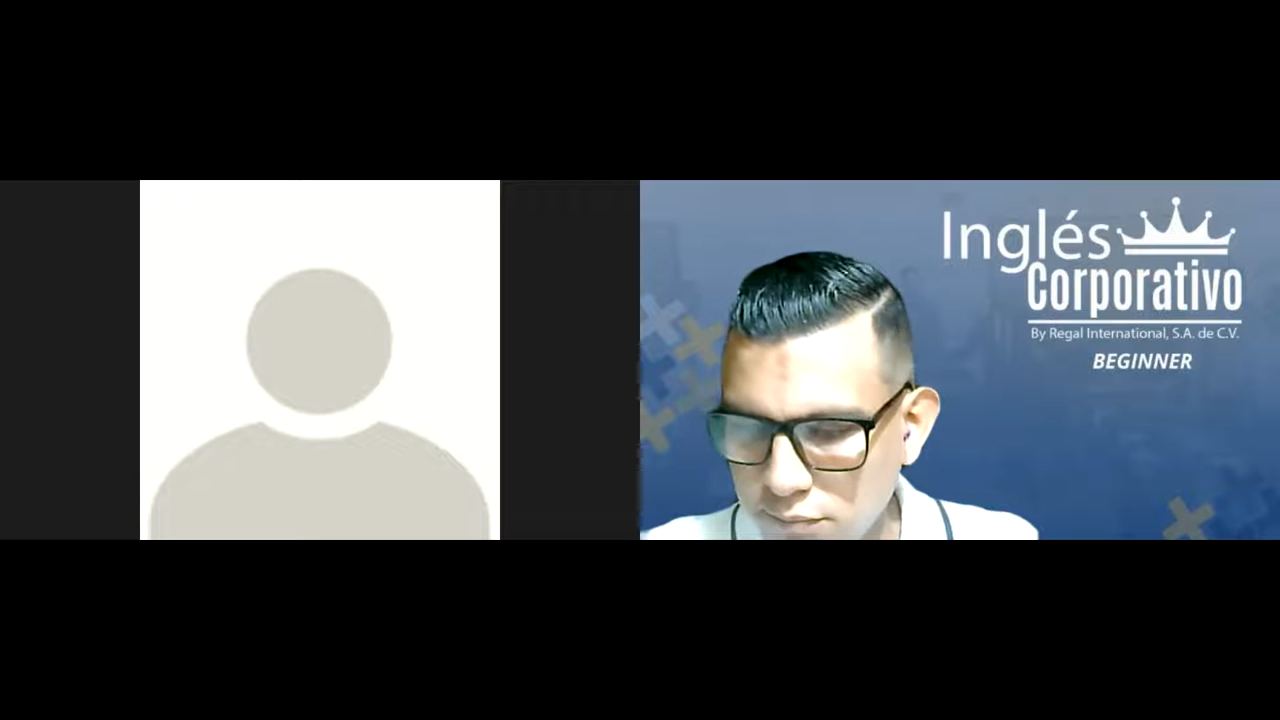 Inglés
Corporativo
By Regal International, S.A. de C.V.
BEGINNER